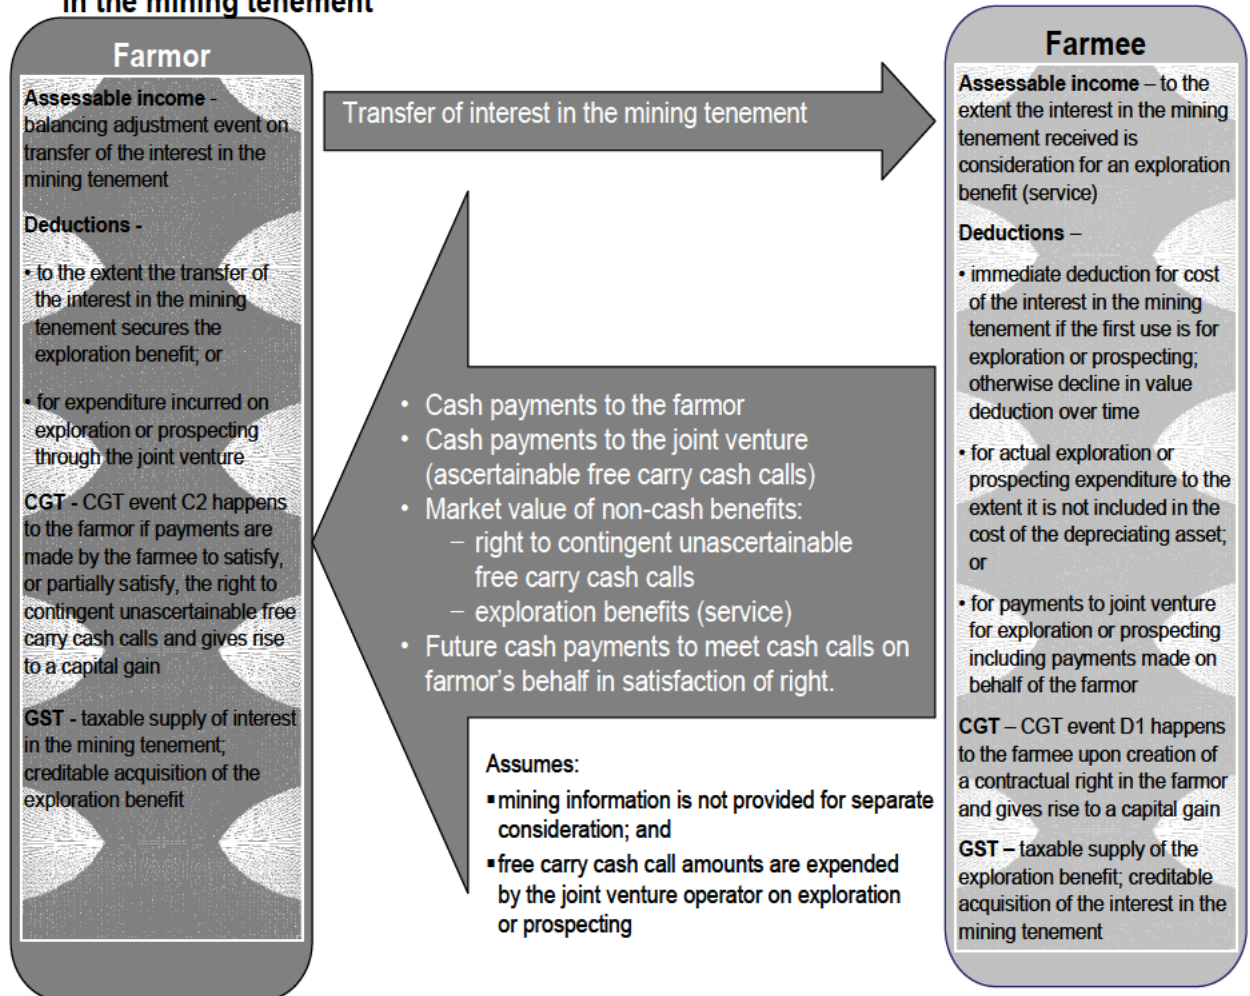 in the mining tenement
Farmor
Assessable income -
balancing adjustment event on
transfer of the interest in the
mining tenement
Deductions -
• to the extent the transfer of
the interest in the mining
tenement secures the
exploration benefit; or
• for expenditure incurred on
exploration or prospecting
through the joint venture
CGT - CGT event C2 happens
to the farmor if payments are
made by the farmee to satisfy,
or partially satisfy, the right to
contingent unascertainable free
carry cash calls and gives rise
to a capital gain
GST - taxable supply of interest
in the mining tenement;
creditable acquisition of the
exploration benefit
Transfer of interest in the mining tenement
• Cash payments to the farmor
• Cash payments to the joint venture
(ascertainable free carry cash calls)
• Market value of non-cash benefits:
– right to contingent unascertainable
free carry cash calls
– exploration benefits (service)
• Future cash payments to meet cash calls on
farmor's behalf in satisfaction of right.
Assumes:
▪mining information is not provided for separate
consideration; and
▪free carry cash call amounts are expended
by the joint venture operator on exploration
or prospecting
Farmee
Assessable income – to the
extent the interest in the mining
tenement received is
consideration for an exploration
benefit (service)
Deductions –
• immediate deduction for cost
of the interest in the mining
tenement if the first use is for
exploration or prospecting;
otherwise decline in value
deduction over time
• for actual exploration or
prospecting expenditure to the
extent it is not included in the
cost of the depreciating asset;
or
• for payments to joint venture
for exploration or prospecting
including payments made on
behalf of the farmor
CGT – CGT event D1 happens
to the farmee upon creation of
a contractual right in the farmor
and gives rise to a capital gain
GST – taxable supply of the
exploration benefit; creditable
acquisition of the interest in the
mining tenement